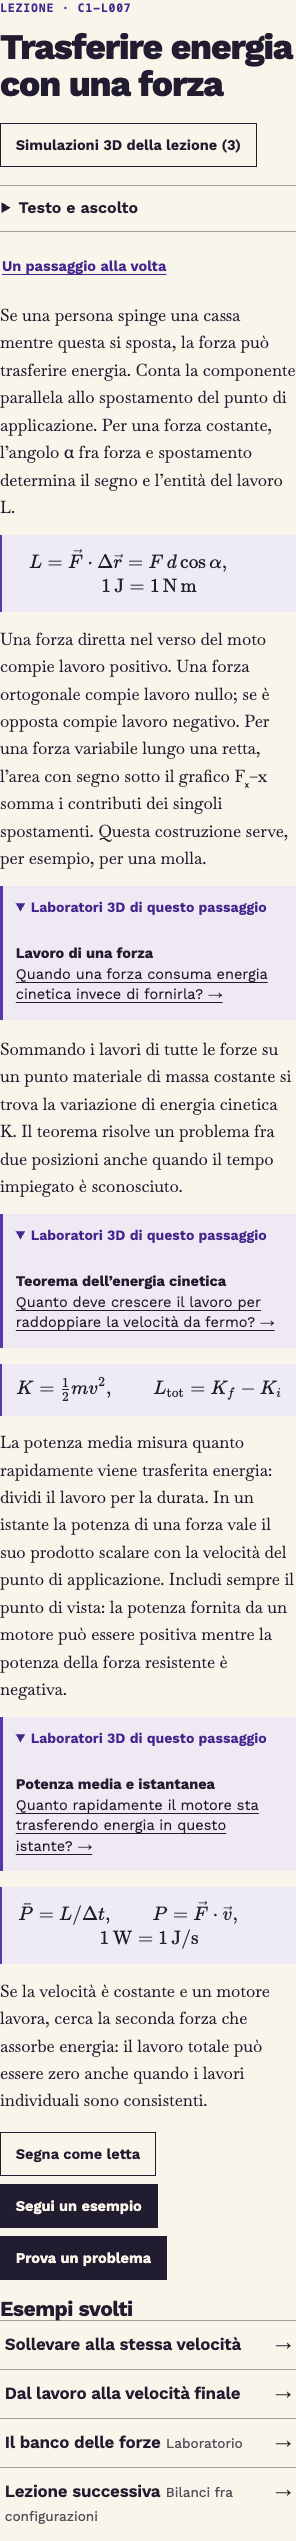 LEZIONE · C1–L007
Trasferire energia
con una forza
Simulazioni 3D della lezione (3)
▶ Testo e ascolto
Un passaggio alla volta
Se una persona spinge una cassa
mentre questa si sposta, la forza può
trasferire energia. Conta la componente
parallela allo spostamento del punto di
applicazione. Per una forza costante,
l’angolo α fra forza e spostamento
determina il segno e l’entità del lavoro
L.
L = F⃗ · Δr⃗ = F d cos α,
1 J = 1 N m
Una forza diretta nel verso del moto
compie lavoro positivo. Una forza
ortogonale compie lavoro nullo; se è
opposta compie lavoro negativo. Per
una forza variabile lungo una retta,
l’area con segno sotto il grafico Fₓ–x
somma i contributi dei singoli
spostamenti. Questa costruzione serve,
per esempio, per una molla.
▼ Laboratori 3D di questo passaggio
Lavoro di una forza
Quando una forza consuma energia
cinetica invece di fornirla? →
Sommando i lavori di tutte le forze su
un punto materiale di massa costante si
trova la variazione di energia cinetica
K. Il teorema risolve un problema fra
due posizioni anche quando il tempo
impiegato è sconosciuto.
▼ Laboratori 3D di questo passaggio
Teorema dell’energia cinetica
Quanto deve crescere il lavoro per
raddoppiare la velocità da fermo? →
K = ½mv², L_tot = K_f − K_i
La potenza media misura quanto
rapidamente viene trasferita energia:
dividi il lavoro per la durata. In un
istante la potenza di una forza vale il
suo prodotto scalare con la velocità del
punto di applicazione. Includi sempre il
punto di vista: la potenza fornita da un
motore può essere positiva mentre la
potenza della forza resistente è
negativa.
▼ Laboratori 3D di questo passaggio
Potenza media e istantanea
Quanto rapidamente il motore sta
trasferendo energia in questo
istante? →
P̄ = L/Δt, P = F⃗ · v⃗,
1 W = 1 J/s
Se la velocità è costante e un motore
lavora, cerca la seconda forza che
assorbe energia: il lavoro totale può
essere zero anche quando i lavori
individuali sono consistenti.
Segna come letta
Segui un esempio
Prova un problema
Esempi svolti
Sollevare alla stessa velocità →
Dal lavoro alla velocità finale →
Il banco delle forze Laboratorio →
Lezione successiva Bilanci fra →
configurazioni